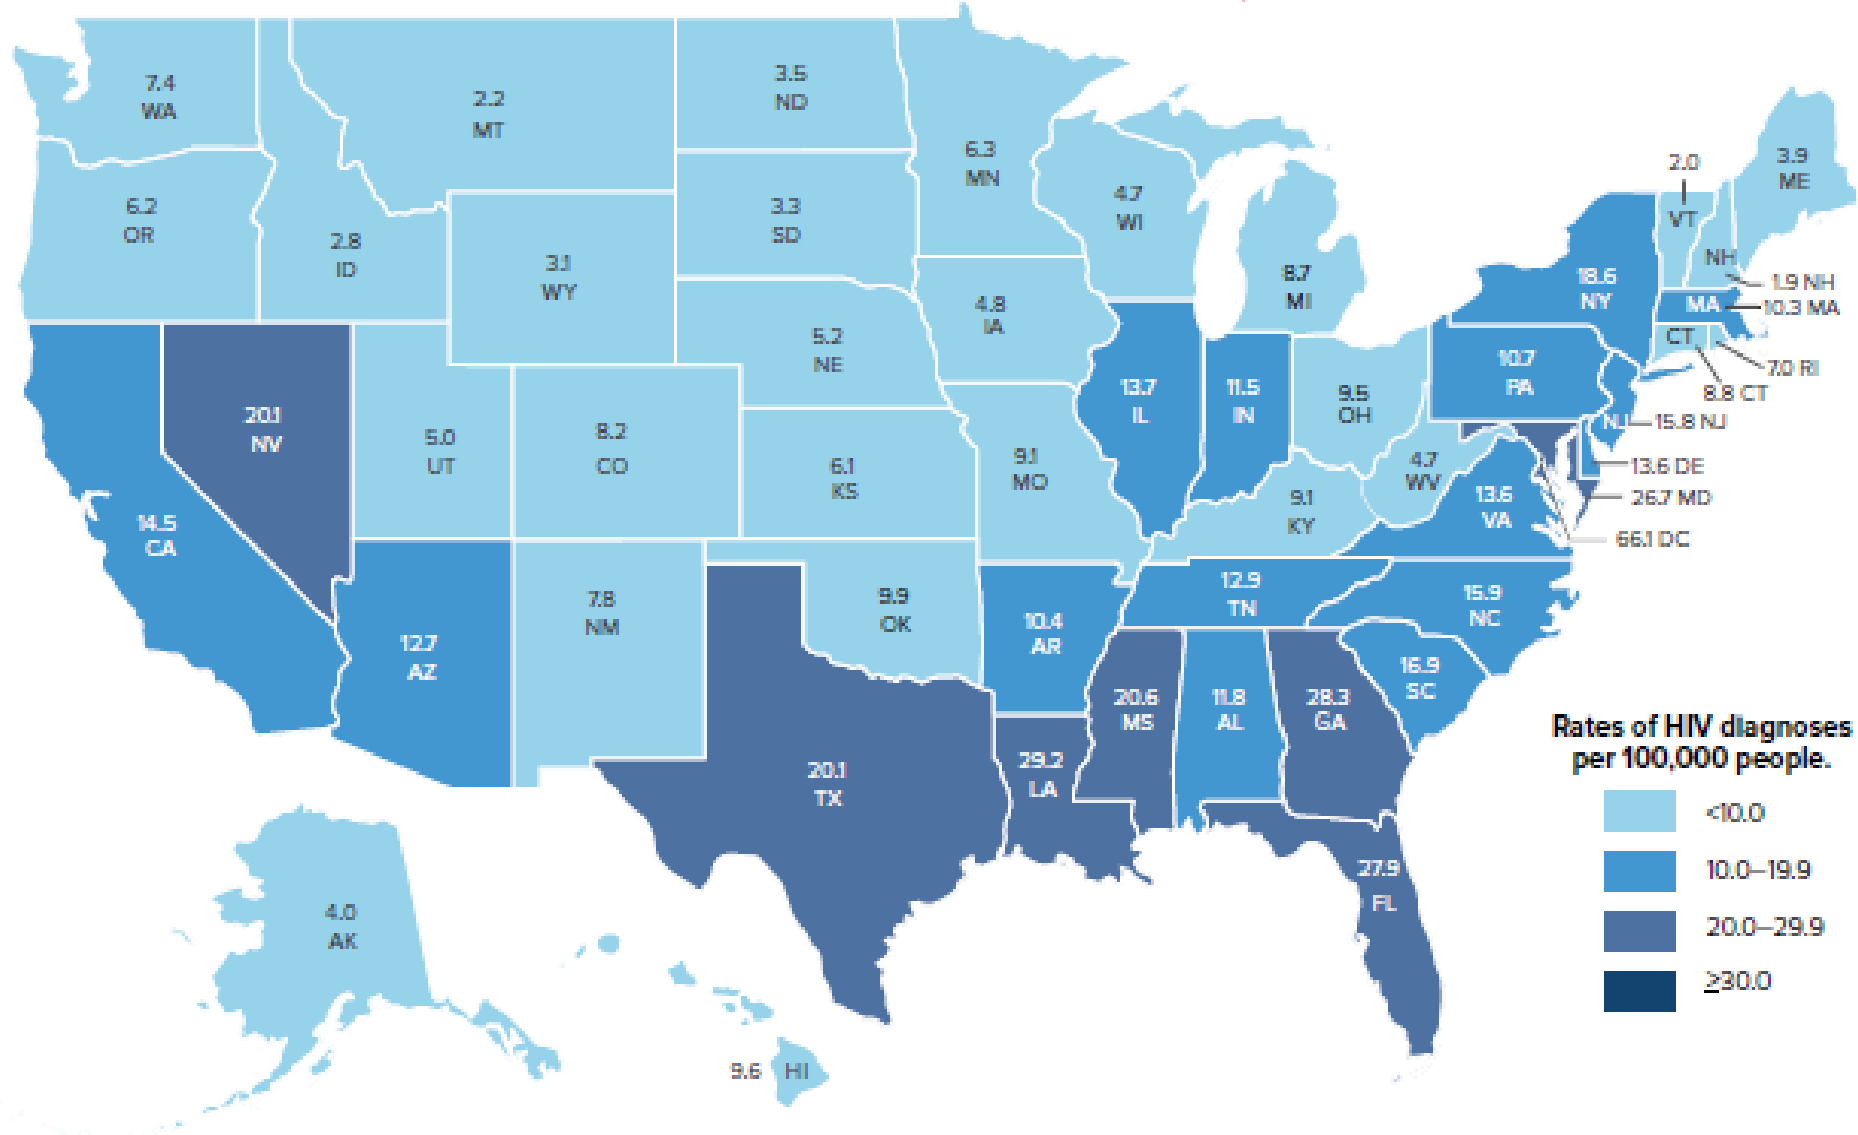 7.4
WA
2.2
MT
3.5
ND
6.3
MN
4.7
WI
8.7
MI
2.0
VT
3.9
ME
NH
1.9 NH
MA
10.3 MA
CT
7.0 RI
8.8 CT
6.2
OR
2.8
ID
3.1
WY
3.3
SD
4.8
IA
18.6
NY
10.7
PA
NJ
15.8 NJ
13.6 DE
26.7 MD
66.1 DC
20.1
NV
5.0
UT
8.2
CO
5.2
NE
6.1
KS
9.1
MO
13.7
IL
11.5
IN
9.5
OH
4.7
WV
13.6
VA
9.1
KY
14.5
CA
12.7
AZ
7.8
NM
9.9
OK
10.4
AR
12.9
TN
15.9
NC
16.9
SC
20.1
TX
29.2
LA
20.6
MS
11.8
AL
28.3
GA
27.9
FL
4.0
AK
9.6 HI
Rates of HIV diagnoses
per 100,000 people.
<10.0
10.0–19.9
20.0–29.9
≥30.0